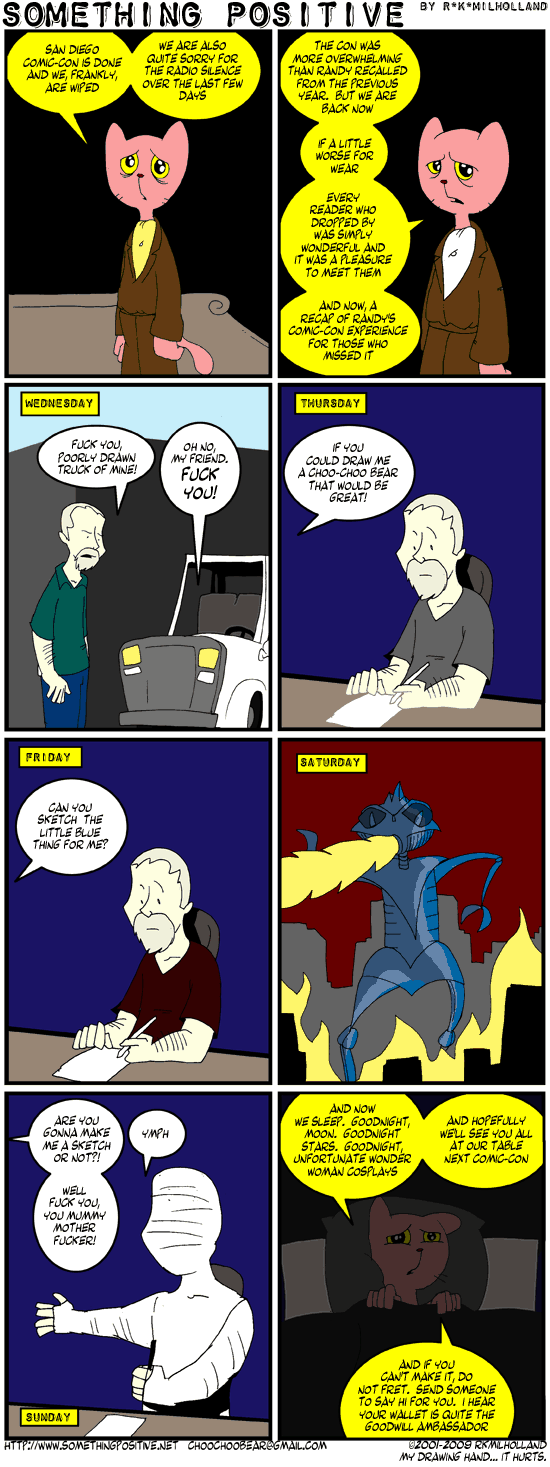 SOMETHING POSITIVE BY R*K*MILHOLLAND
SAN DIEGO
COMIC-CON IS DONE
AND WE, FRANKLY,
ARE WIPED
WE ARE ALSO
QUITE SORRY FOR
THE RADIO SILENCE
OVER THE LAST FEW
DAYS
THE CON WAS
MORE OVERWHELMING
THAN RANDY RECALLED
FROM THE PREVIOUS
YEAR. BUT WE ARE
BACK NOW
IF A LITTLE
WORSE FOR
WEAR
EVERY
READER WHO
DROPPED BY
WAS SIMPLY
WONDERFUL AND
IT WAS A PLEASURE
TO MEET THEM
AND NOW, A
RECAP OF RANDY'S
COMIC-CON EXPERIENCE
FOR THOSE WHO
MISSED IT
WEDNESDAY
FUCK YOU,
POORLY DRAWN
TRUCK OF MINE!
OH NO,
MY FRIEND.
FUCK
YOU!
THURSDAY
IF YOU
COULD DRAW ME
A CHOO-CHOO BEAR
THAT WOULD BE
GREAT!
FRIDAY
CAN YOU
SKETCH THE
LITTLE BLUE
THING FOR ME?
SATURDAY
ARE YOU
GONNA MAKE
ME A SKETCH
OR NOT?!
YMPH
WELL
FUCK YOU,
YOU MUMMY
MOTHER
FUCKER!
SUNDAY
AND NOW
WE SLEEP. GOODNIGHT,
MOON. GOODNIGHT
STARS. GOODNIGHT,
UNFORTUNATE WONDER
WOMAN COSPLAYS
AND HOPEFULLY
WE'LL SEE YOU ALL
AT OUR TABLE
NEXT COMIC-CON
AND IF YOU
CAN'T MAKE IT, DO
NOT FRET. SEND SOMEONE
TO SAY HI FOR YOU. I HEAR
YOUR WALLET IS QUITE THE
GOODWILL AMBASSADOR
HTTP://WWW.SOMETHINGPOSITIVE.NET CHOOCHOOBEAR@GMAIL.COM
©2001-2009 RKMILHOLLAND
MY DRAWING HAND... IT HURTS.